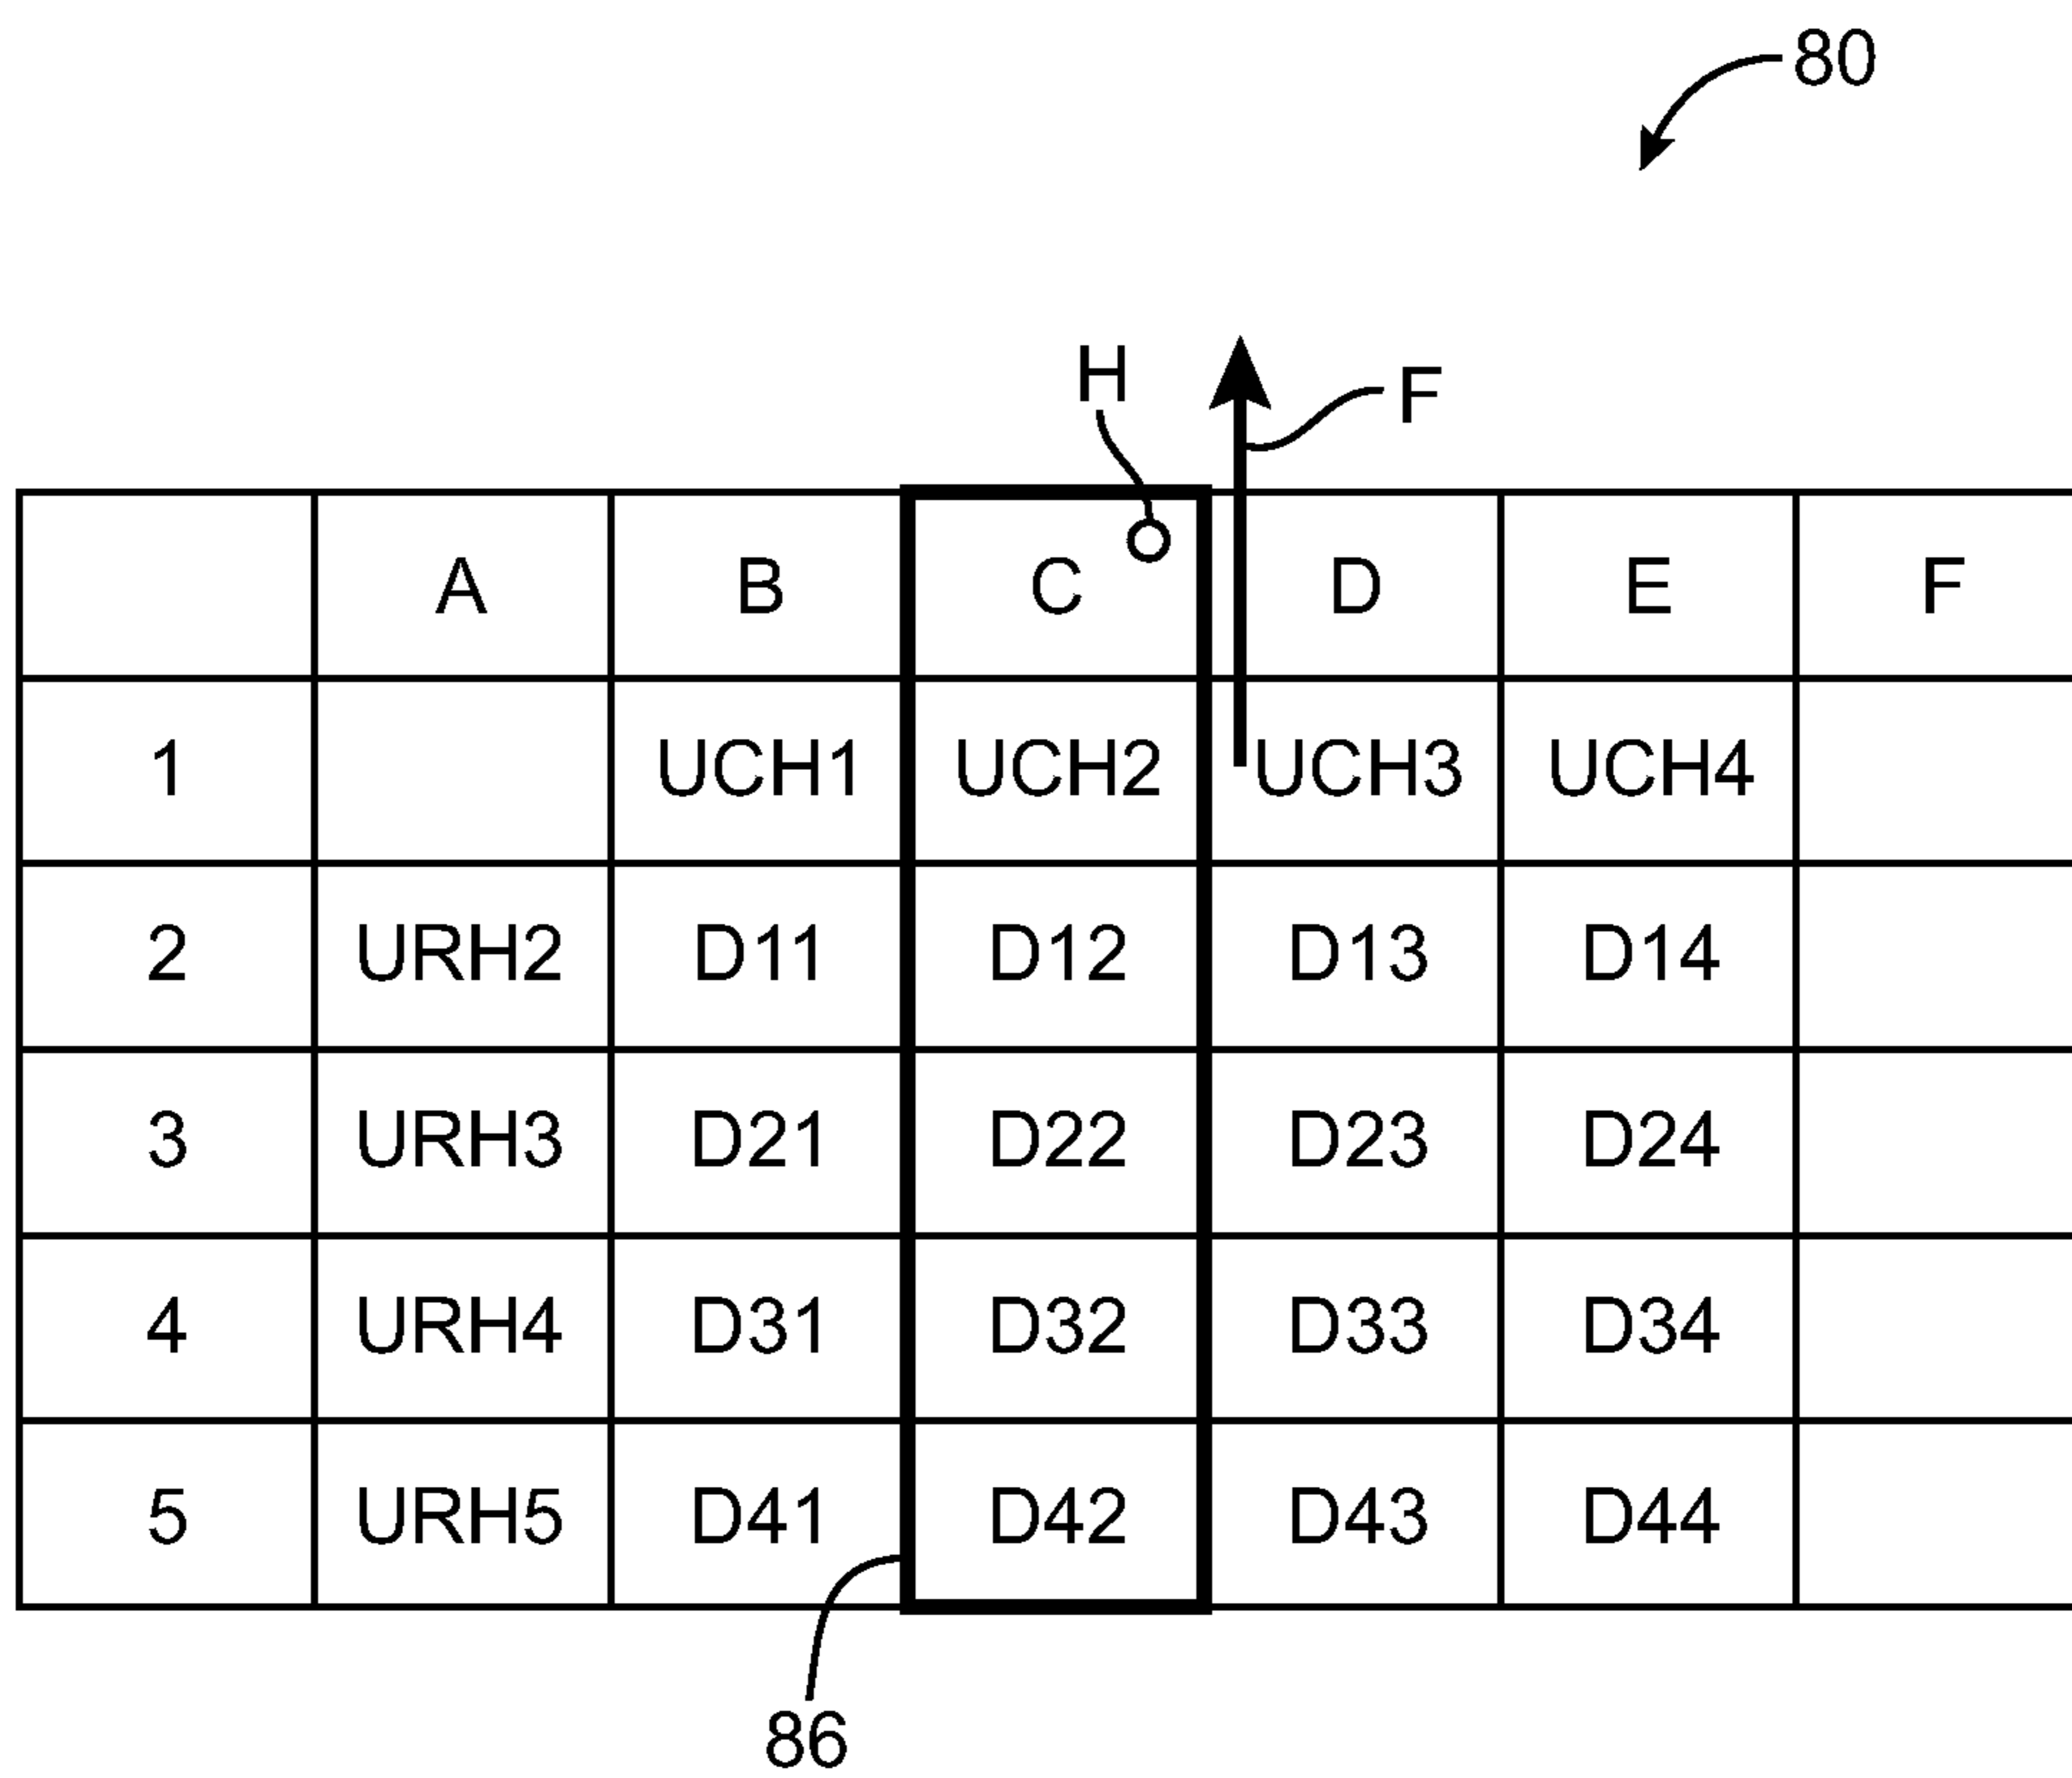 80
H
F
A B C D E F
1 UCH1 UCH2 UCH3 UCH4
2 URH2 D11 D12 D13 D14
3 URH3 D21 D22 D23 D24
4 URH4 D31 D32 D33 D34
5 URH5 D41 D42 D43 D44
86